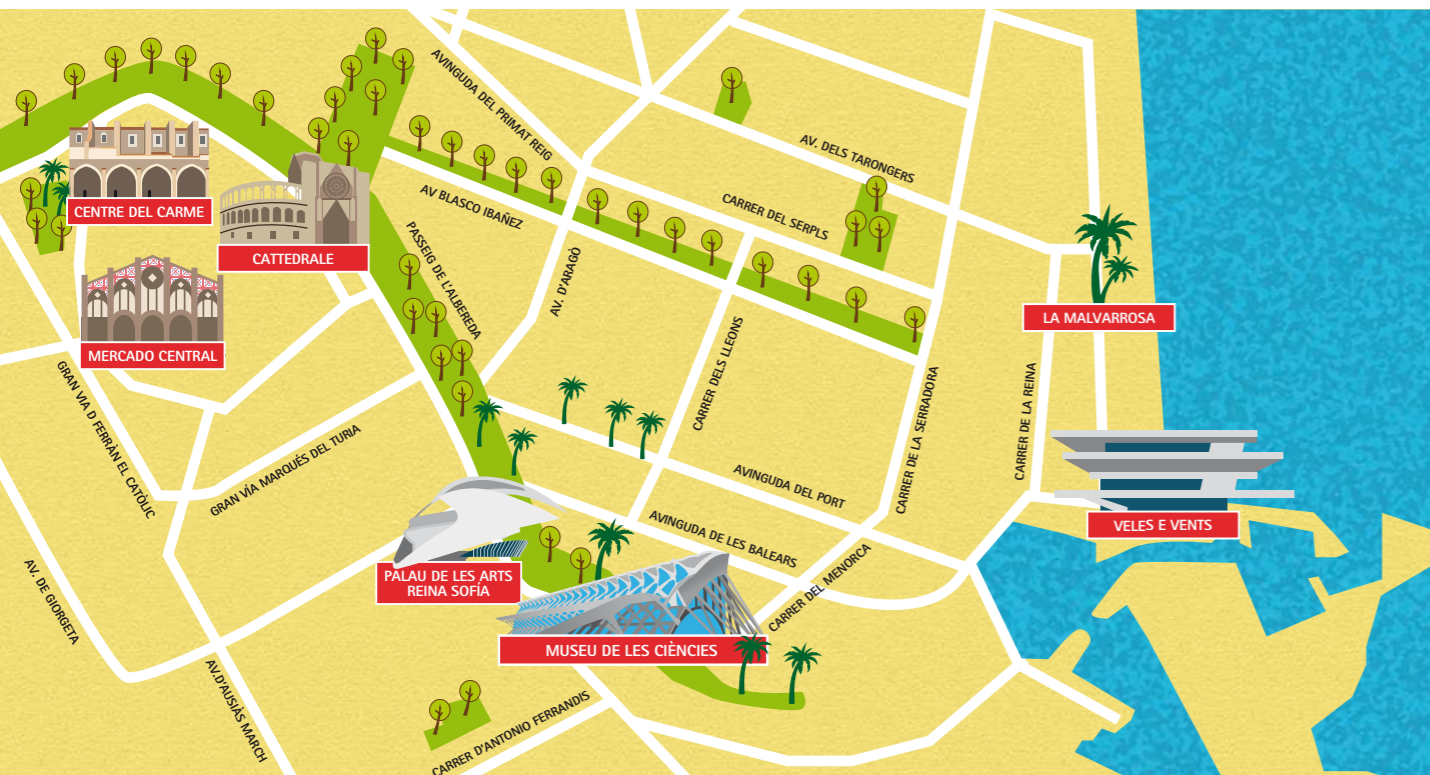 AVINGUDA DEL PRIMAT REIG
AV. DELS TARONGERS
CENTRE DEL CARME
AV BLASCO IBAÑEZ
CARRER DEL SERPLS
CATTEDRALE
PASSEIG DE L'ALBEREDA
AV. D'ARAGÒ
LA MALVARROSA
MERCADO CENTRAL
CARRER DELS LLEONS
CARRER DE LA SERRADORA
CARRER DE LA REINA
GRAN VIA D FERRÀN EL CATÒLIC
GRAN VÍA MARQUÉS DEL TURIA
AVINGUDA DEL PORT
VELES E VENTS
AVINGUDA DE LES BALEARS
AV. DE GIORGETA
PALAU DE LES ARTS
REINA SOFÍA
CARRER DEL MENORCA
MUSEU DE LES CIÈNCIES
AV.D'AUSIÀS MARCH
CARRER D'ANTONIO FERRANDIS